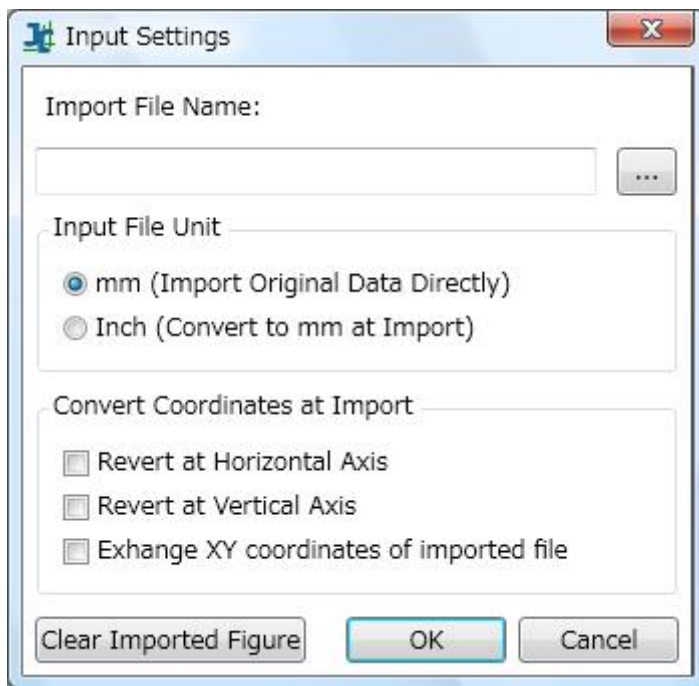 Input Settings
Import File Name:
...
Input File Unit
mm (Import Original Data Directly)
Inch (Convert to mm at Import)
Convert Coordinates at Import
Revert at Horizontal Axis
Revert at Vertical Axis
Exhange XY coordinates of imported file
Clear Imported Figure OK Cancel